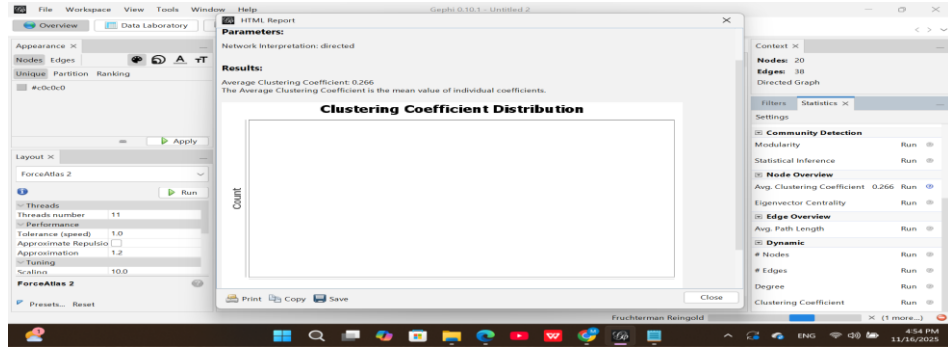 File Workspace View Tools Window Help
Gephi 0.10.1 - Untitled 2
Overview
Data Laboratory
Appearance ×
Nodes Edges
Unique Partition Ranking
#c0c0c0
Apply
Layout ×
ForceAtlas 2
Run
Threads
Threads number 11
Performance
Tolerance (speed) 1.0
Approximate Repulsio
Approximation 1.2
Tuning
Scaling 10.0
ForceAtlas 2
Presets... Reset
HTML Report
Parameters:
Network Interpretation: directed
Results:
Average Clustering Coefficient: 0.266
The Average Clustering Coefficient is the mean value of individual coefficients.
Clustering Coefficient Distribution
Count
Print Copy Save
Close
Context ×
Nodes: 20
Edges: 38
Directed Graph
Filters Statistics ×
Settings
Community Detection
Modularity Run
Statistical Inference Run
Node Overview
Avg. Clustering Coefficient 0.266 Run
Eigenvector Centrality Run
Edge Overview
Avg. Path Length Run
Dynamic
# Nodes Run
# Edges Run
Degree Run
Clustering Coefficient Run
Fruchterman Reingold
(1 more...)
ENG
4:54 PM
11/16/2025